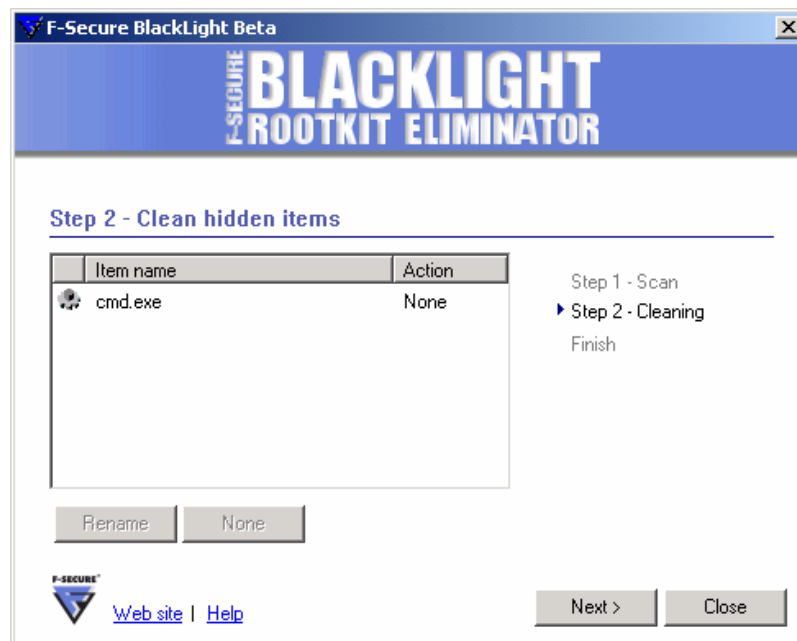 F-Secure BlackLight Beta
F-SECURE
BLACKLIGHT
ROOTKIT ELIMINATOR
Step 2 - Clean hidden items
Item name Action
cmd.exe None
Step 1 - Scan
Step 2 - Cleaning
Finish
Rename None
F-SECURE®
Web site | Help
Next > Close